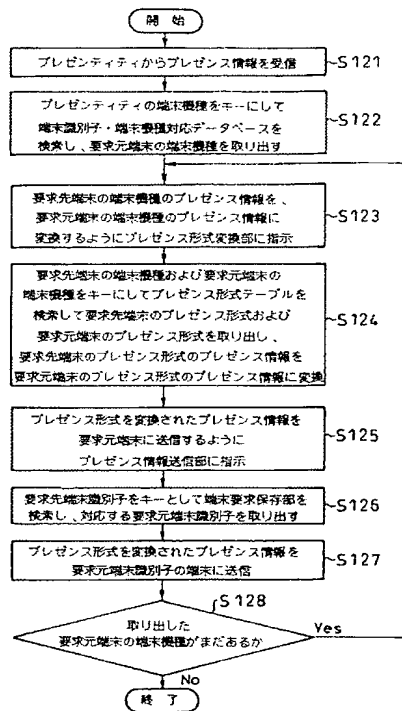 開始
プレゼンティティからプレゼンス情報を受信
S121
プレゼンティティの端末機種をキーにして
端末識別子・端末機種対応データベースを
検索し、要求元端末の端末機種を取り出す
S122
要求先端末の端末機種のプレゼンス情報を、
要求元端末の端末機種のプレゼンス情報に
変換するようにプレゼンス形式変換部に指示
S123
要求先端末の端末機種および要求元端末の
端末機種をキーにしてプレゼンス形式テーブルを
検索して要求先端末のプレゼンス形式および
要求元端末のプレゼンス形式を取り出し、
要求先端末のプレゼンス形式のプレゼンス情報を
要求元端末のプレゼンス形式のプレゼンス情報に変換
S124
プレゼンス形式を変換されたプレゼンス情報を
要求元端末に送信するように
プレゼンス情報送信部に指示
S125
要求先端末識別子をキーとして端末要求保存部を
検索し、対応する要求元端末識別子を取り出す
S126
プレゼンス形式を変換されたプレゼンス情報を
要求元端末識別子の端末に送信
S127
S128
取り出した
要求元端末の端末機種がまだあるか
Yes
No
終了